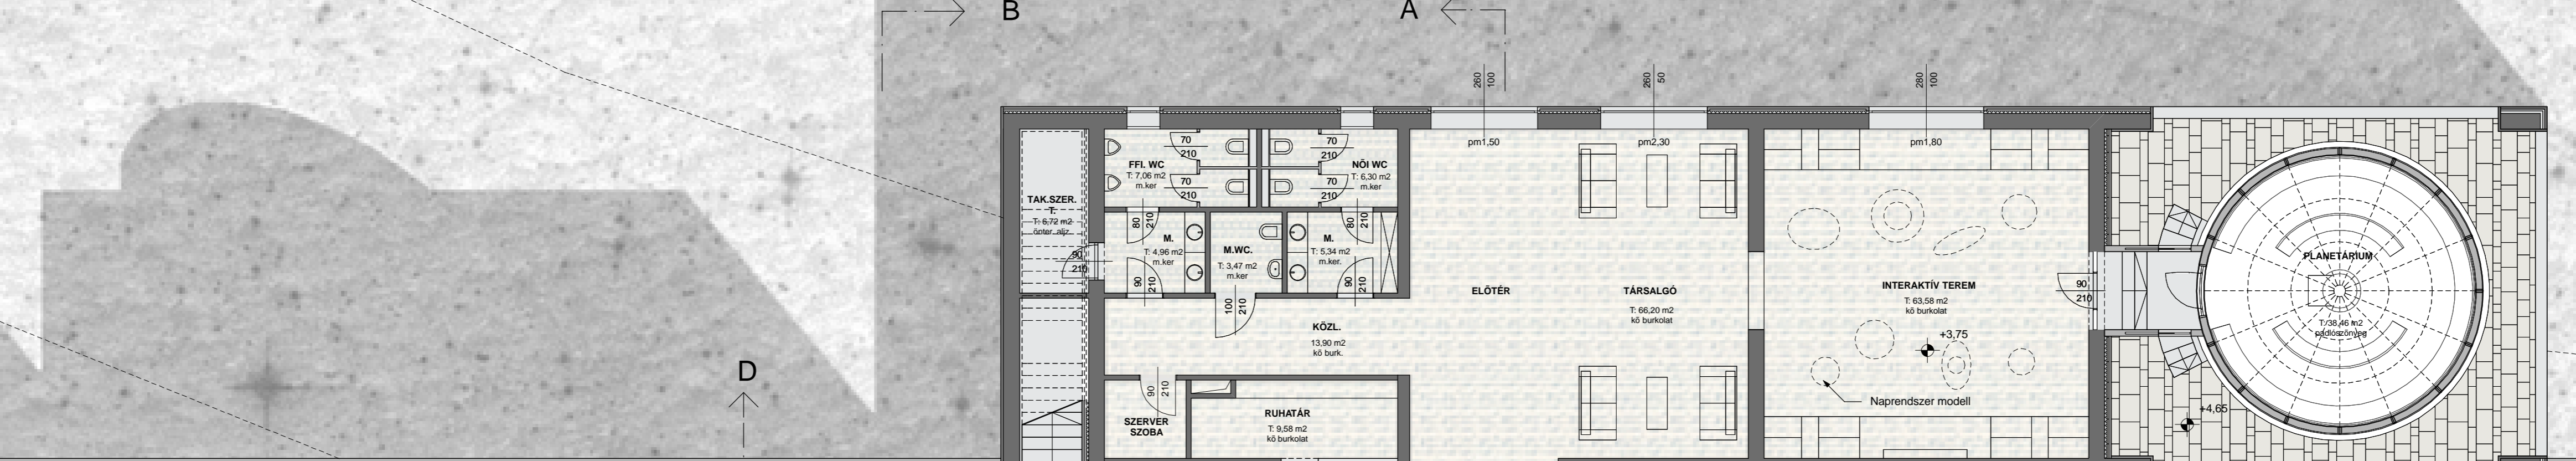 B
A
260
100
260
50
280
100
pm1,50
pm2,30
pm1,80
70
210
70
210
FFI. WC
T: 7,06 m2
m.ker
NŐI WC
T: 6,30 m2
m.ker
70
210
70
210
TAK.SZER.
T.
T: 6,72 m2
önter. aljz.
80
210
80
210
M.
T: 4,96 m2
m.ker
M.WC.
T: 3,47 m2
m.ker
M.
T: 5,34 m2
m.ker.
90
210
90
210
90
210
100
210
ELŐTÉR
TÁRSALGÓ
T: 66,20 m2
kő burkolat
INTERAKTÍV TEREM
T: 63,58 m2
kő burkolat
+3,75
90
210
PLANETÁRIUM
T: 38,46 m2
padlószőnyeg
KÖZL.
13,90 m2
kő burk.
D
90
210
Naprendszer modell
+4,65
SZERVER
SZOBA
RUHATÁR
T: 9,58 m2
kő burkolat